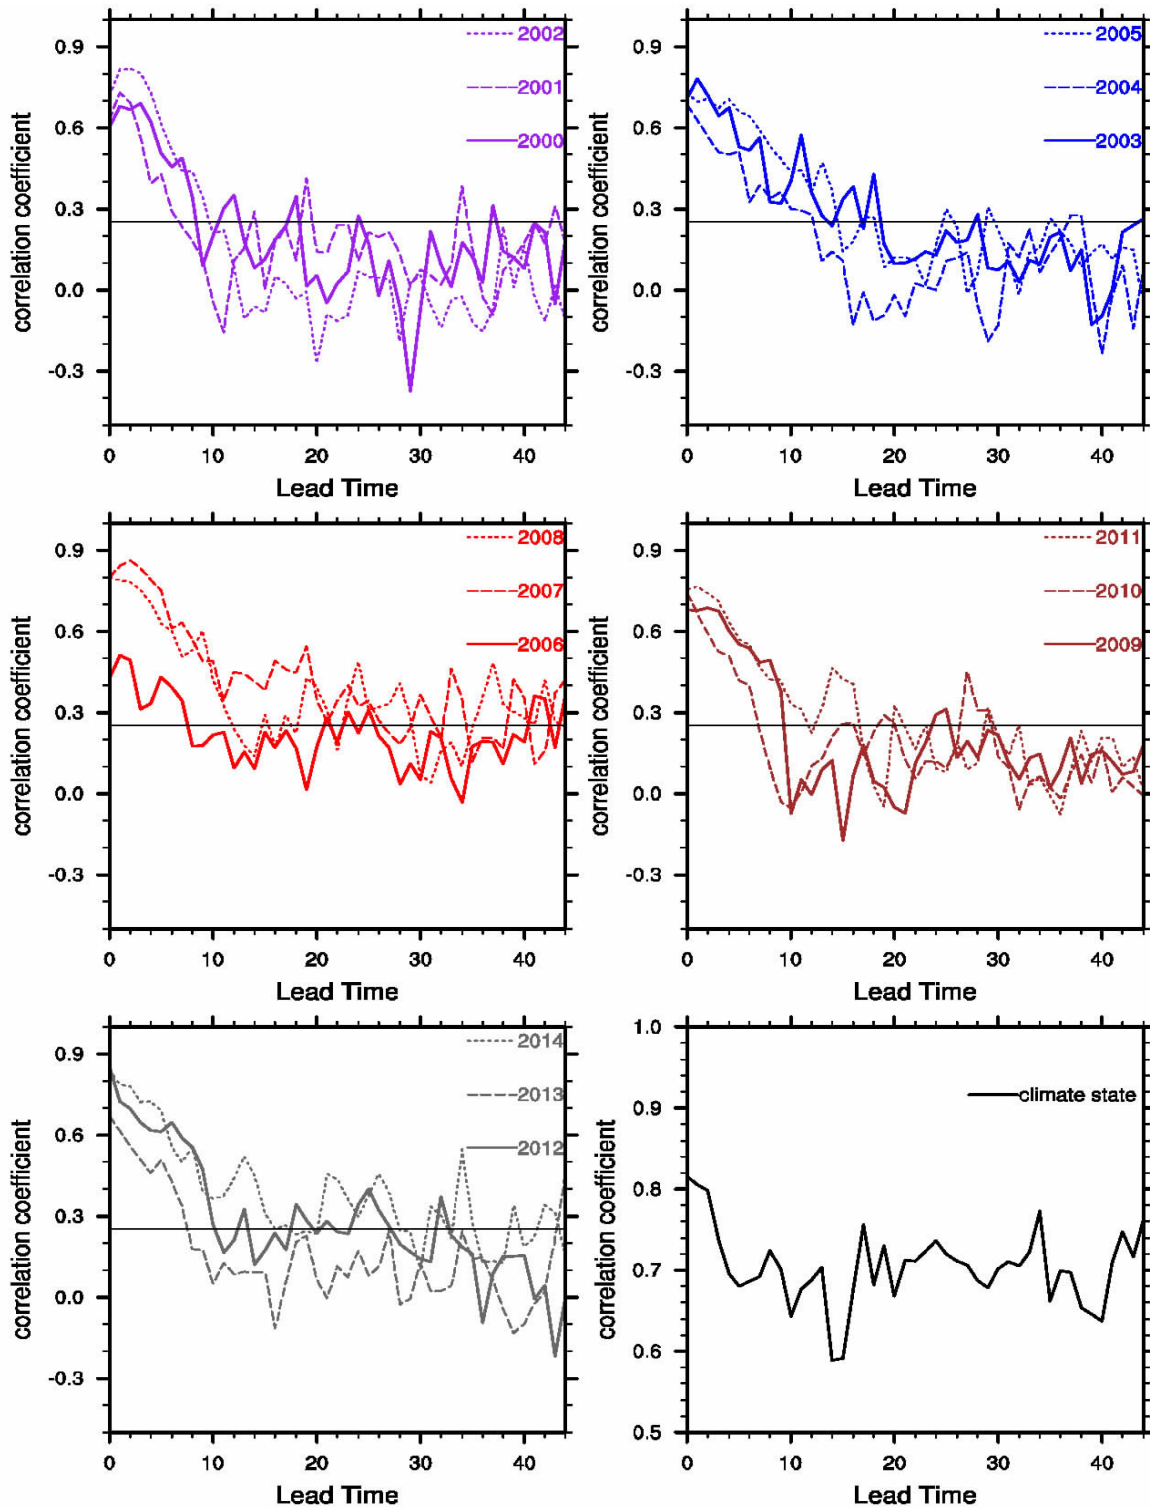 0.9
0.6
0.3
0.0
-0.3
correlation coefficient
2002
2001
2000
0 10 20 30 40
Lead Time
0.9
0.6
0.3
0.0
-0.3
correlation coefficient
2005
2004
2003
0 10 20 30 40
Lead Time
0.9
0.6
0.3
0.0
-0.3
correlation coefficient
2008
2007
2006
0 10 20 30 40
Lead Time
0.9
0.6
0.3
0.0
-0.3
correlation coefficient
2011
2010
2009
0 10 20 30 40
Lead Time
0.9
0.6
0.3
0.0
-0.3
correlation coefficient
2014
2013
2012
0 10 20 30 40
Lead Time
1.0
0.9
0.8
0.7
0.6
0.5
correlation coefficient
climate state
0 10 20 30 40
Lead Time